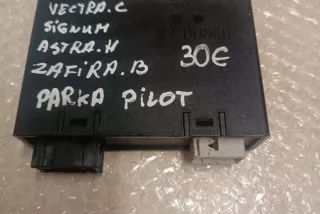 VECTRA.C
SIGNUM
ASTRA.H
ZAFIRA.B
30€
PARKA PILOT